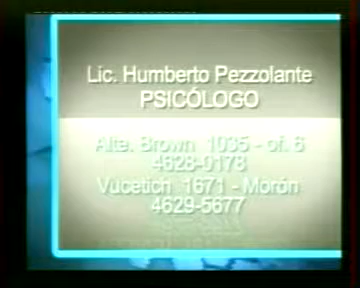 Lic. Humberto Pezzolante
PSICÓLOGO
Alte. Brown 1035 - of. 6
4628-0178
Vucetich 1671 - Morón
4629-5677